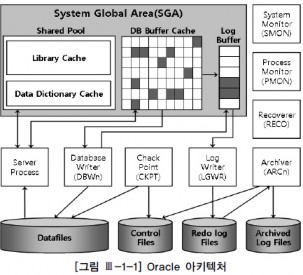 System Global Area(SGA)
Shared Pool
DB Buffer Cache
Log
Buffer
Library Cache
Data Dictionary Cache
System
Monitor
(SMON)
Process
Monitor
(PMON)
Recoverer
(RECO)
Server
Process
Database
Writer
(DBWn)
Check
Point
(CKPT)
Log
Writer
(LGWR)
Archiver
(ARCn)
Datafiles
Control
Files
Redo log
Files
Archived
Log Files
[그림 Ⅲ-1-1] Oracle 아키텍처